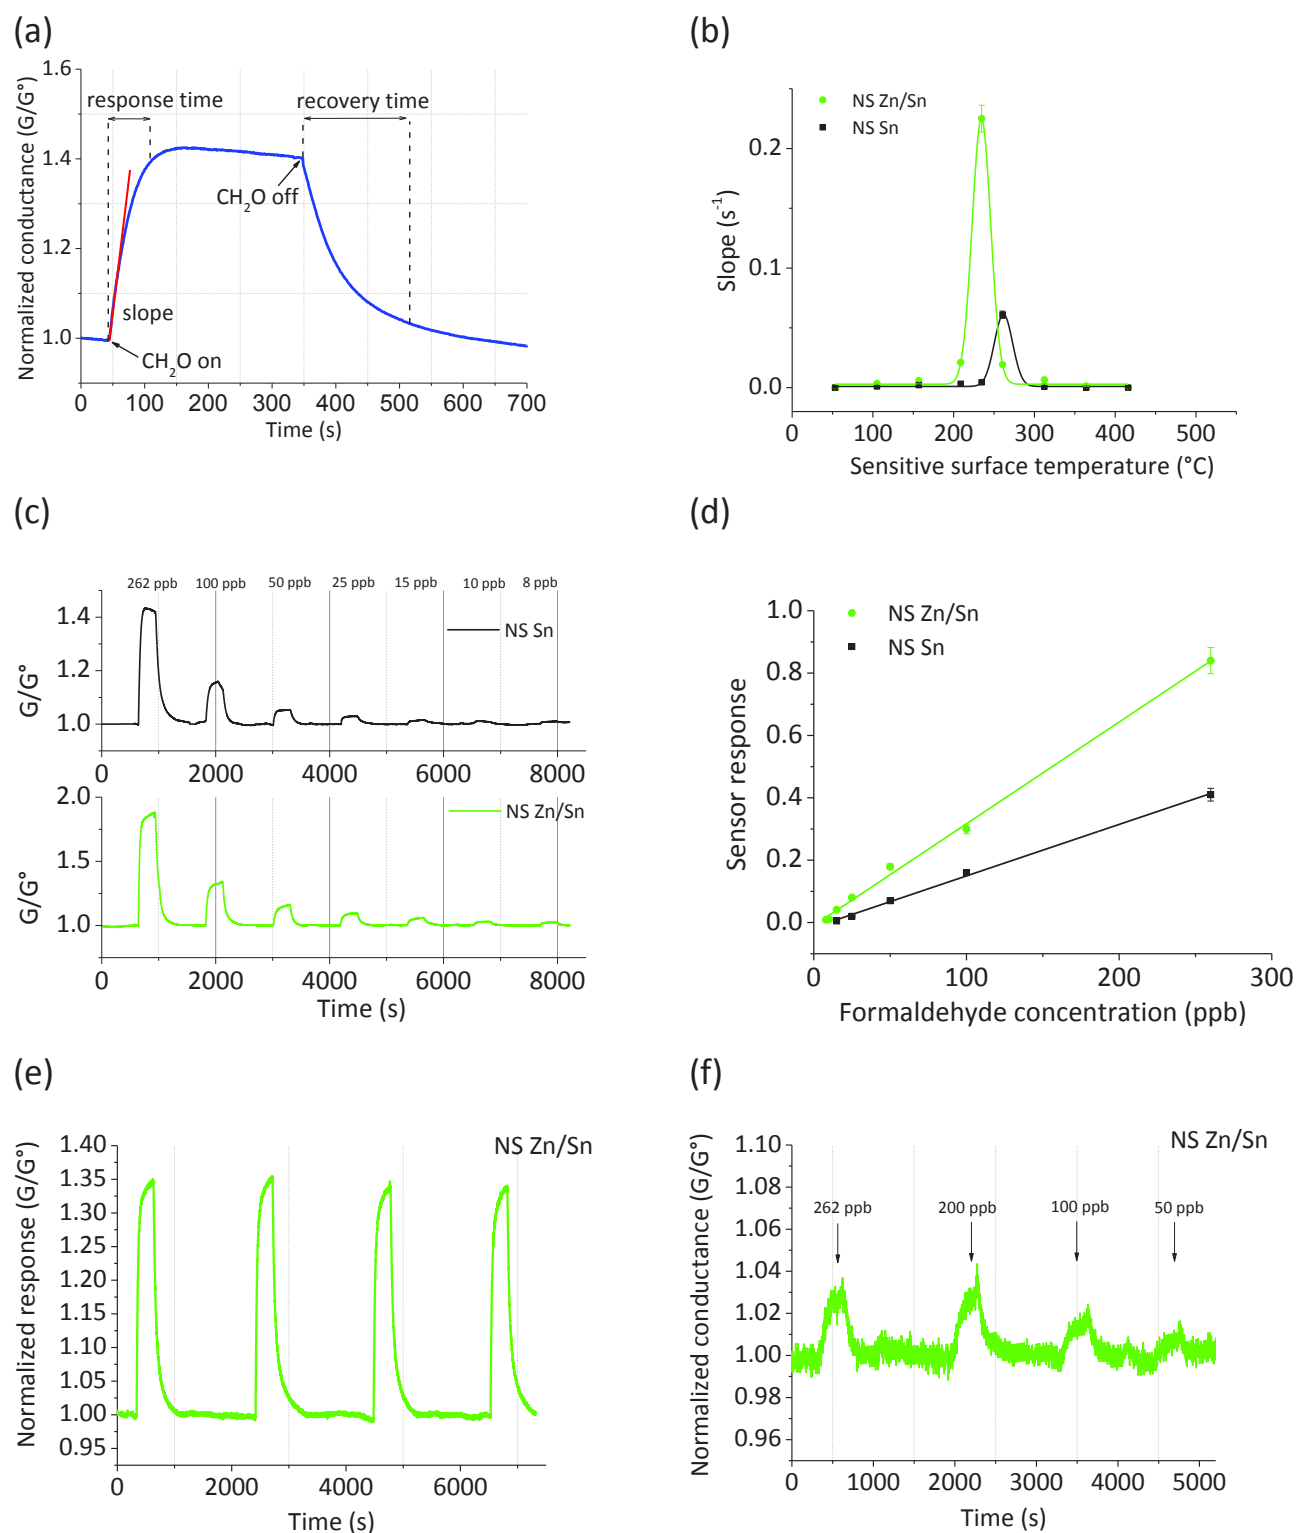 (a)
1.6
1.4
1.2
1.0
Normalized conductance (G/G°)
response time
recovery time
CH₂O off
slope
CH₂O on
0 100 200 300 400 500 600 700
Time (s)
(b)
NS Zn/Sn
NS Sn
0.2
0.1
0.0
Slope (s⁻¹)
0 100 200 300 400 500
Sensitive surface temperature (°C)
(c)
262 ppb 100 ppb 50 ppb 25 ppb 15 ppb 10 ppb 8 ppb
1.4
1.2
1.0
G/G°
NS Sn
0 2000 4000 6000 8000
2.0
1.5
1.0
G/G°
NS Zn/Sn
0 2000 4000 6000 8000
Time (s)
(d)
1.0
0.8
0.6
0.4
0.2
0.0
Sensor response
NS Zn/Sn
NS Sn
0 100 200 300
Formaldehyde concentration (ppb)
(e)
1.40
1.35
1.30
1.25
1.20
1.15
1.10
1.05
1.00
0.95
Normalized response (G/G°)
NS Zn/Sn
0 2000 4000 6000
Time (s)
(f)
1.10
1.08
1.06
1.04
1.02
1.00
0.98
0.96
Normalized conductance (G/G°)
NS Zn/Sn
262 ppb 200 ppb 100 ppb 50 ppb
0 1000 2000 3000 4000 5000
Time (s)